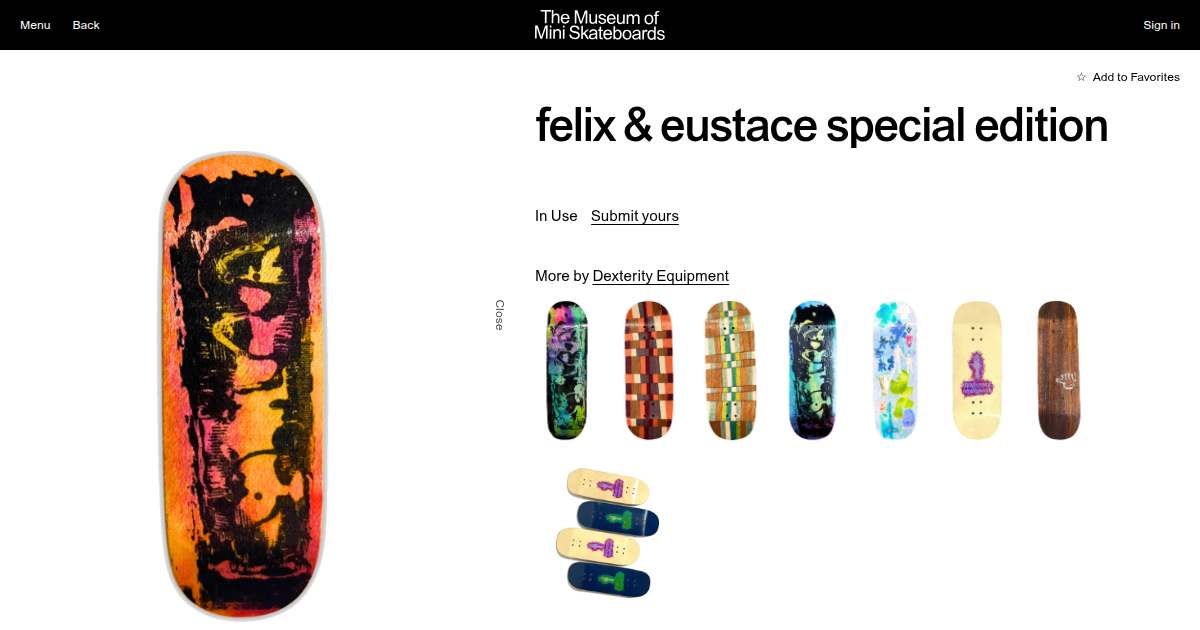 Menu
Back
The Museum of
Mini Skateboards
Sign in
☆ Add to Favorites
felix & eustace special edition
In Use Submit yours
More by Dexterity Equipment
Close